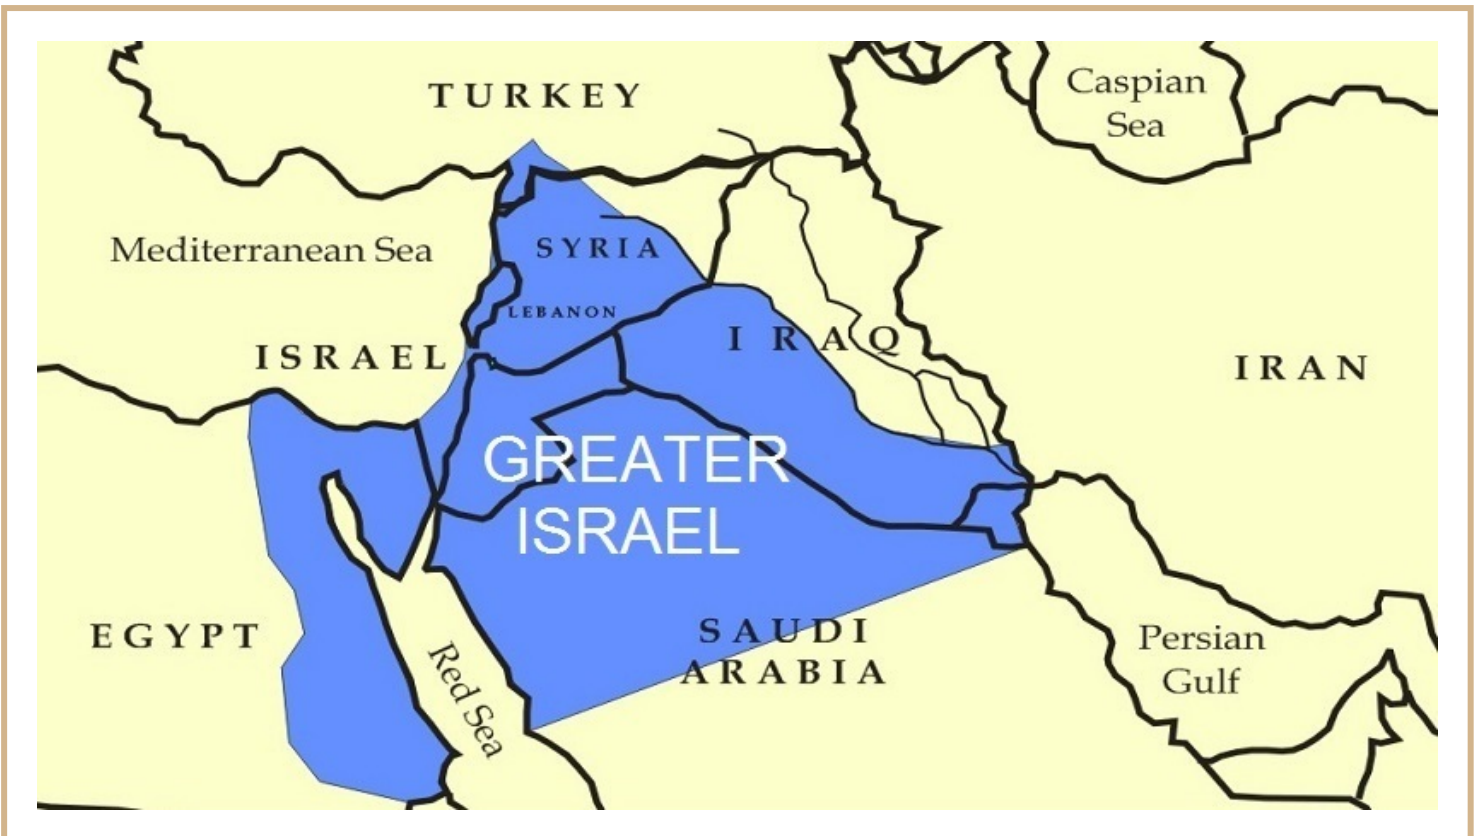 TURKEY
Caspian
Sea
Mediterranean Sea
SYRIA
LEBANON
ISRAEL
IRAQ
IRAN
GREATER
ISRAEL
EGYPT
Red Sea
SAUDI
ARABIA
Persian
Gulf